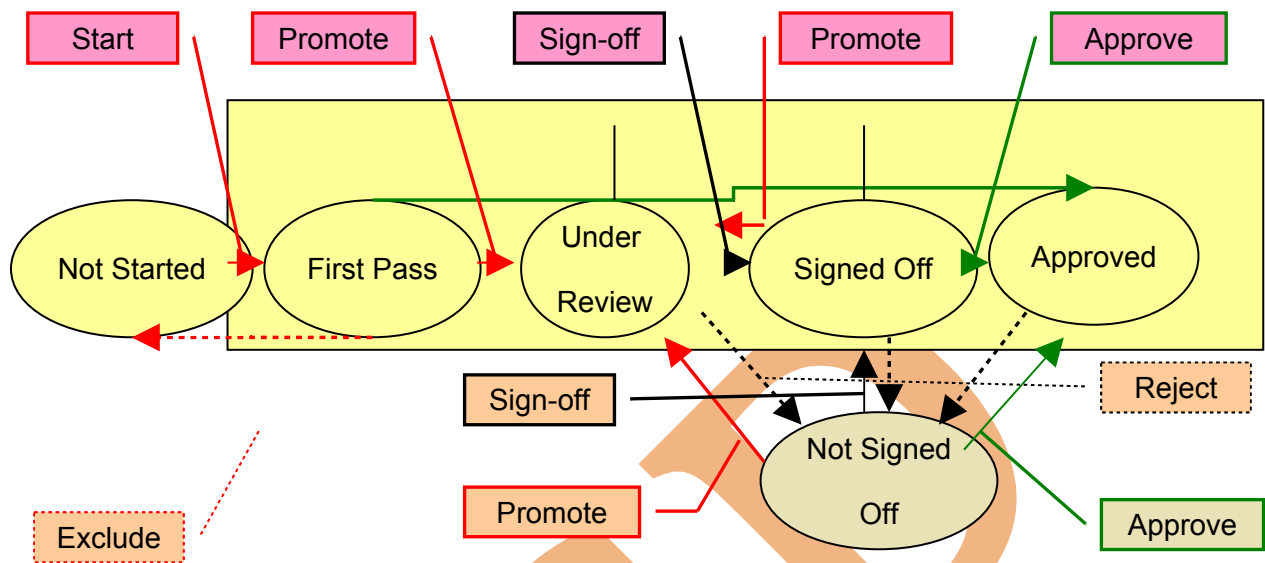 Start
Promote
Sign-off
Promote
Approve
Not Started
First Pass
Under
Review
Signed Off
Approved
Sign-off
Reject
Not Signed
Off
Promote
Approve
Exclude